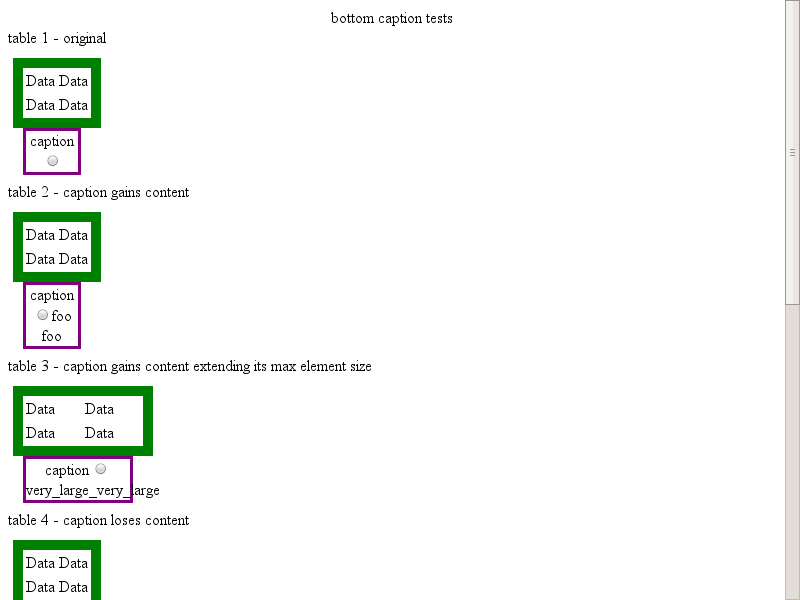 bottom caption tests
table 1 - original
Data Data
Data Data
caption
table 2 - caption gains content
Data Data
Data Data
caption
foo
foo
table 3 - caption gains content extending its max element size
Data Data
Data Data
caption
very_large_very_large
table 4 - caption loses content
Data Data
Data Data